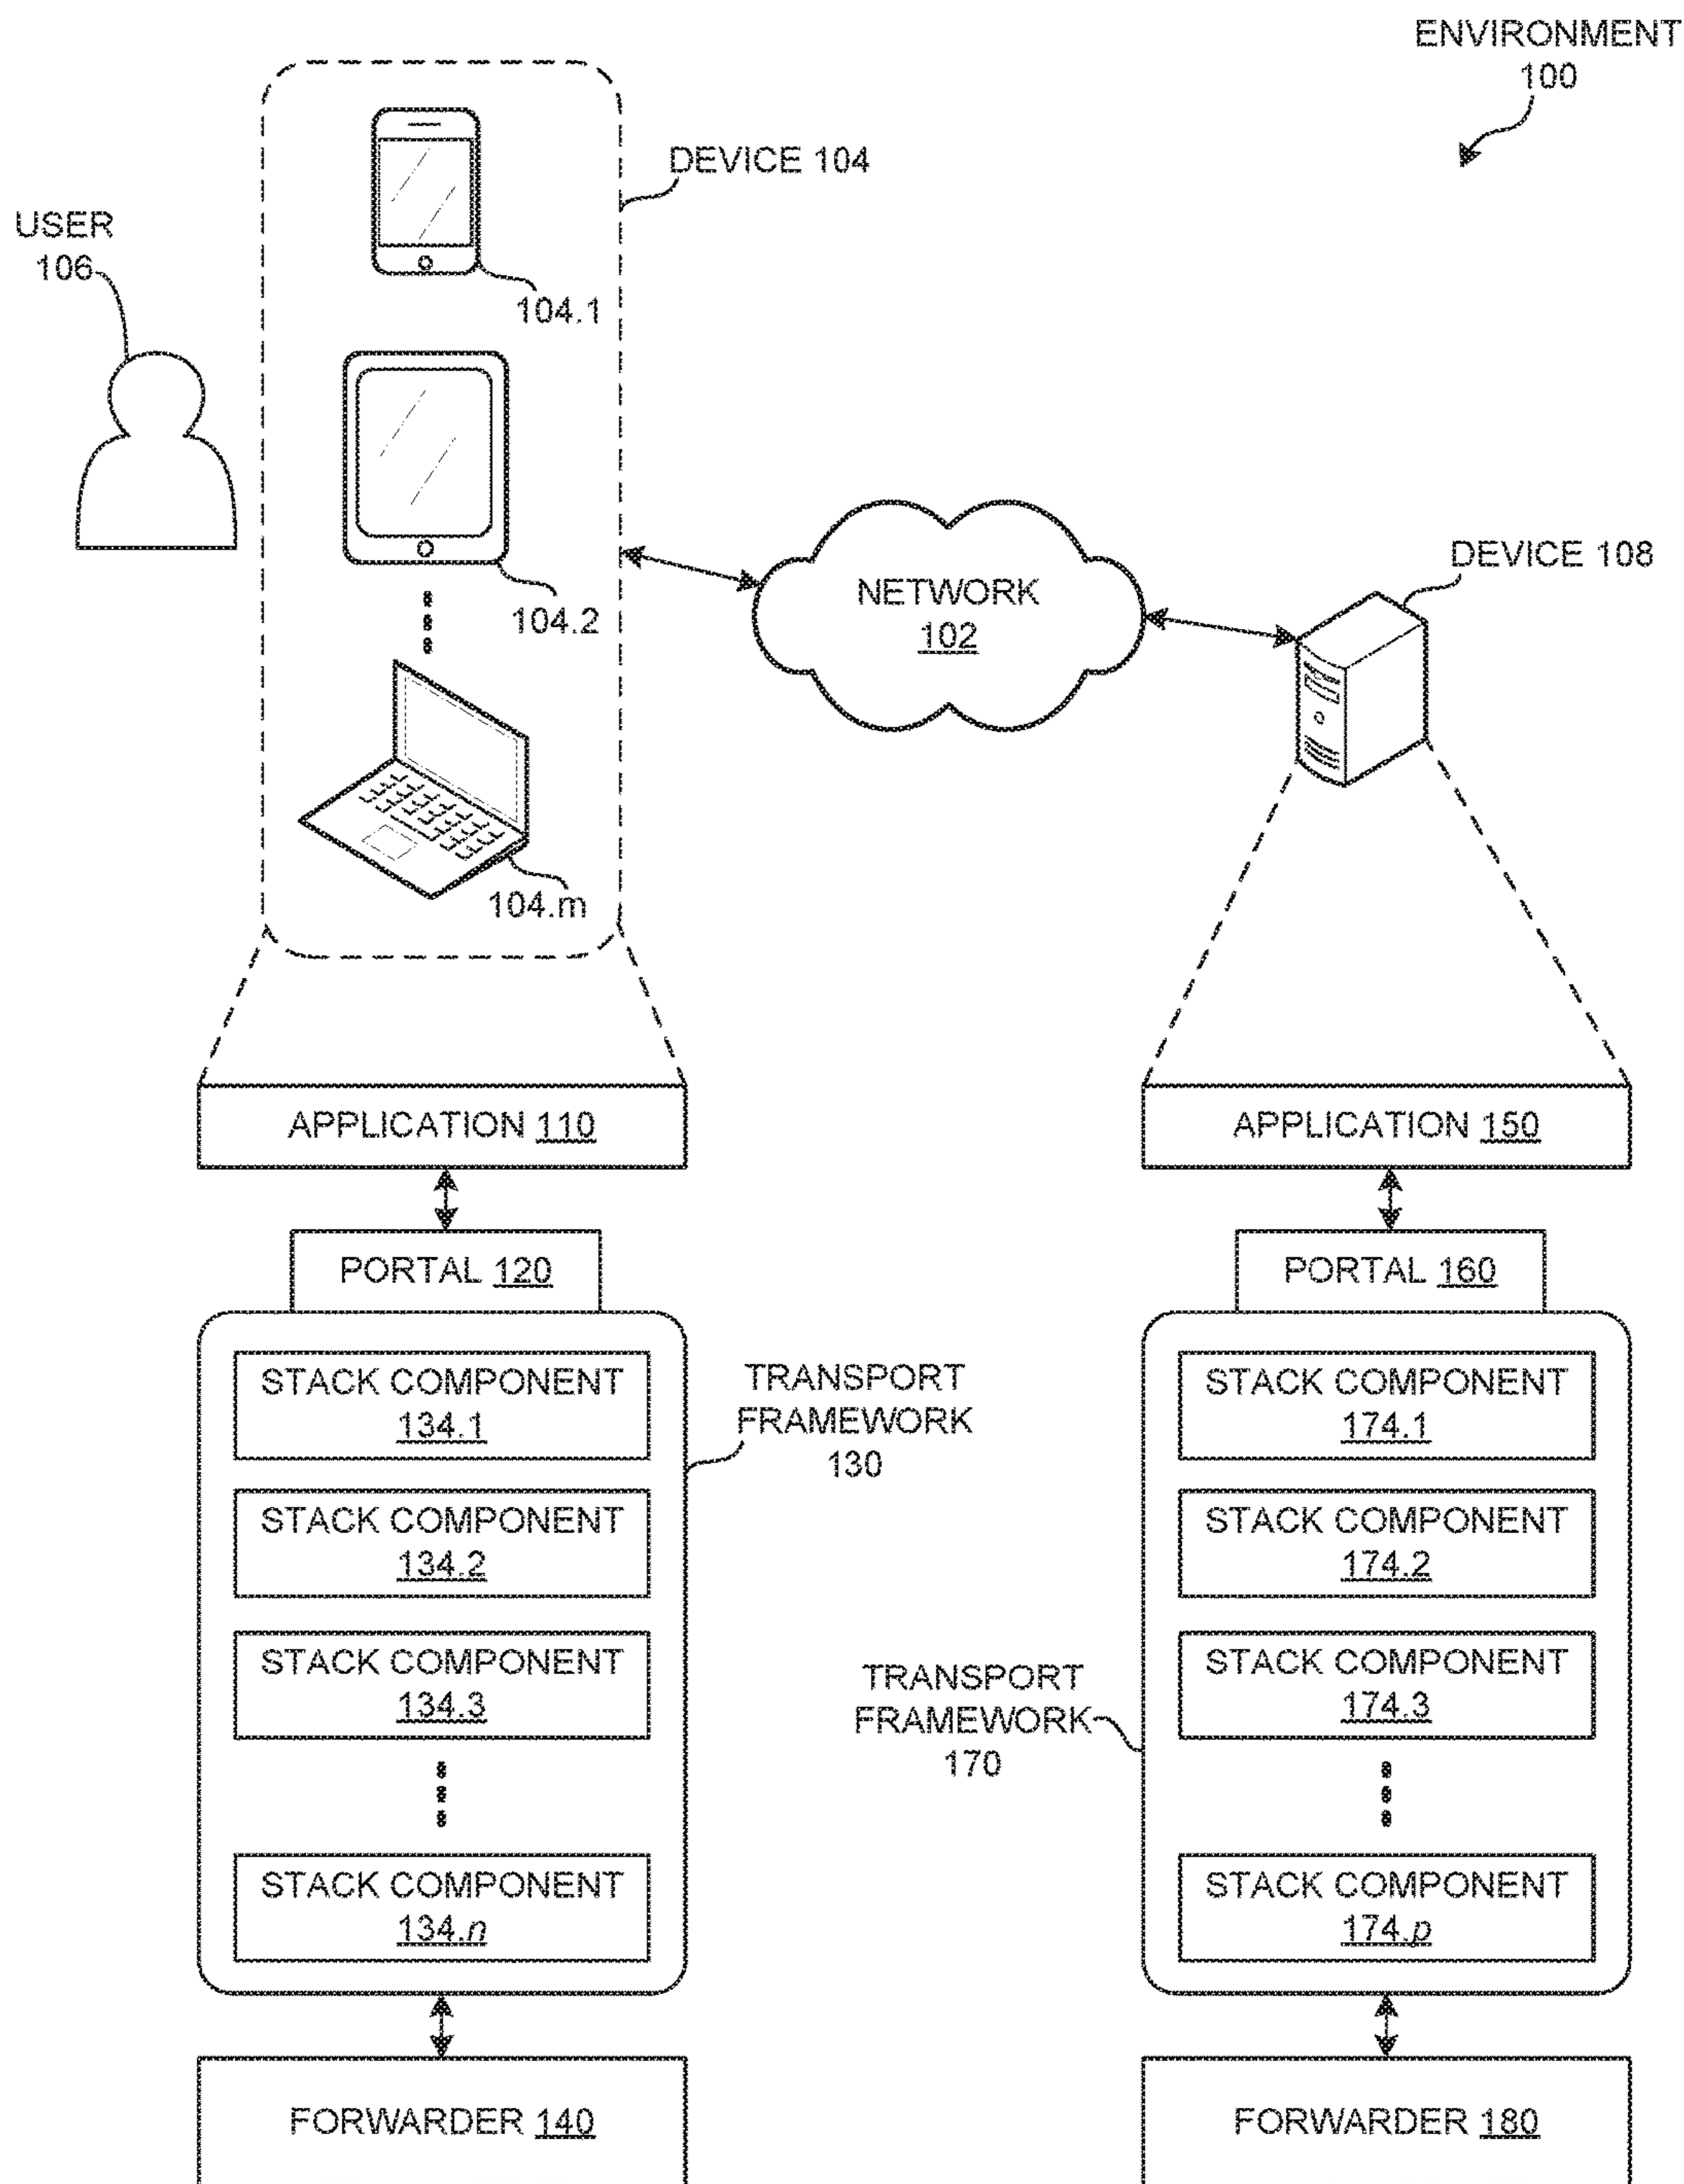 ENVIRONMENT
100
DEVICE 104
USER
106
104.1
104.2
104.m
NETWORK
102
DEVICE 108
APPLICATION 110
PORTAL 120
STACK COMPONENT
134.1
STACK COMPONENT
134.2
STACK COMPONENT
134.3
STACK COMPONENT
134.n
TRANSPORT
FRAMEWORK
130
FORWARDER 140
APPLICATION 150
PORTAL 160
STACK COMPONENT
174.1
STACK COMPONENT
174.2
STACK COMPONENT
174.3
STACK COMPONENT
174.p
TRANSPORT
FRAMEWORK
170
FORWARDER 180